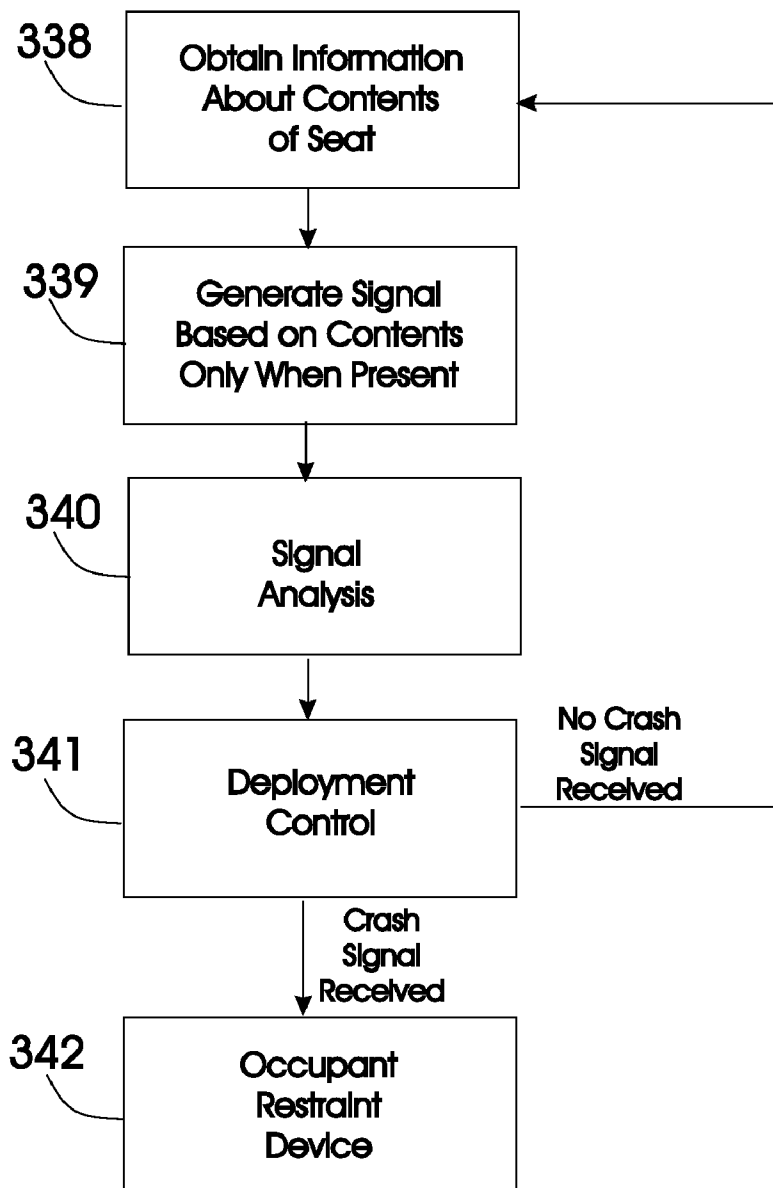 338
Obtain Information
About Contents
of Seat
339
Generate Signal
Based on Contents
Only When Present
340
Signal
Analysis
341
Deployment
Control
No Crash
Signal
Received
Crash
Signal
Received
342
Occupant
Restraint
Device